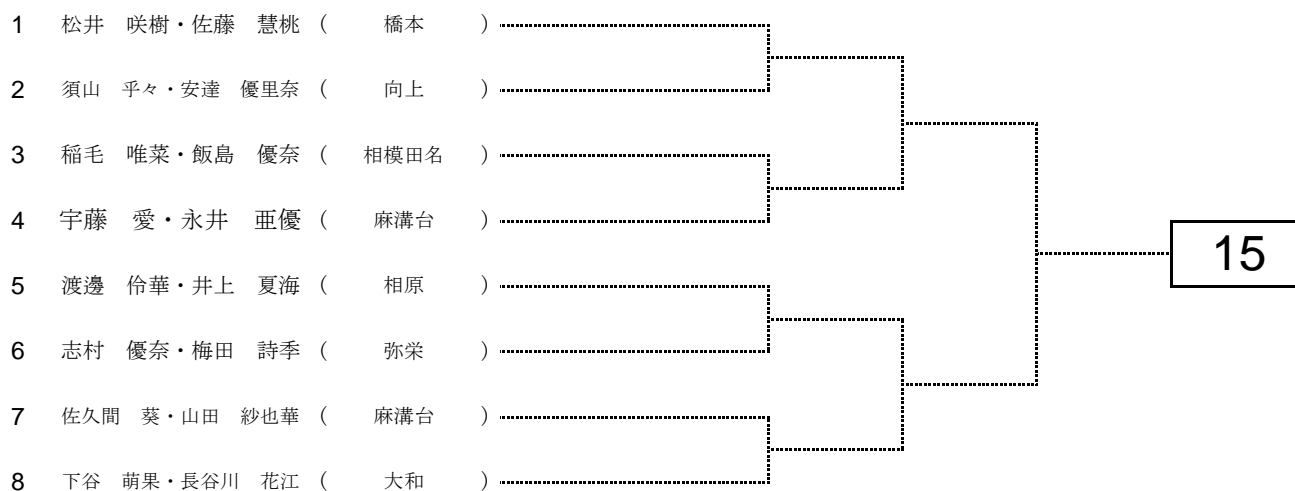 1 松井　咲樹・佐藤　慧桃 （ 橋本 ）
2 須山　乎々・安達　優里奈 （ 向上 ）
3 稲毛　唯菜・飯島　優奈 （ 相模田名 ）
4 宇藤　愛・永井　亜優 （ 麻溝台 ）
15
5 渡邊　伶華・井上　夏海 （ 相原 ）
6 志村　優奈・梅田　詩季 （ 弥栄 ）
7 佐久間　葵・山田　紗也華 （ 麻溝台 ）
8 下谷　萌果・長谷川　花江 （ 大和 ）